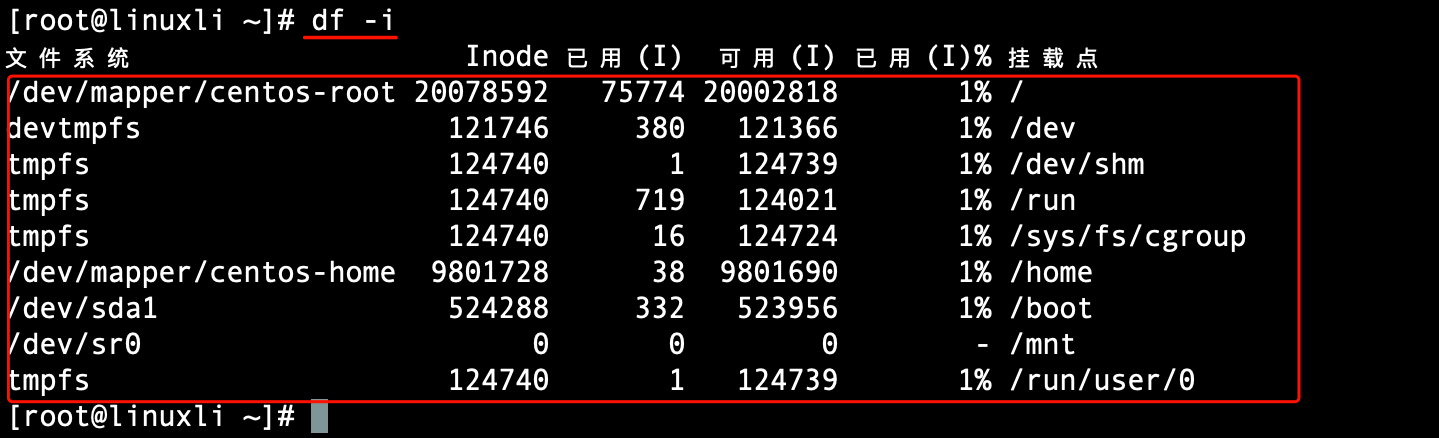 [root@linuxli ~]# df -i
文件系统 Inode 已用(I) 可用(I) 已用(I)% 挂载点
/dev/mapper/centos-root 20078592 75774 20002818 1% /
devtmpfs 121746 380 121366 1% /dev
tmpfs 124740 1 124739 1% /dev/shm
tmpfs 124740 719 124021 1% /run
tmpfs 124740 16 124724 1% /sys/fs/cgroup
/dev/mapper/centos-home 9801728 38 9801690 1% /home
/dev/sda1 524288 332 523956 1% /boot
/dev/sr0 0 0 0 - /mnt
tmpfs 124740 1 124739 1% /run/user/0
[root@linuxli ~]#